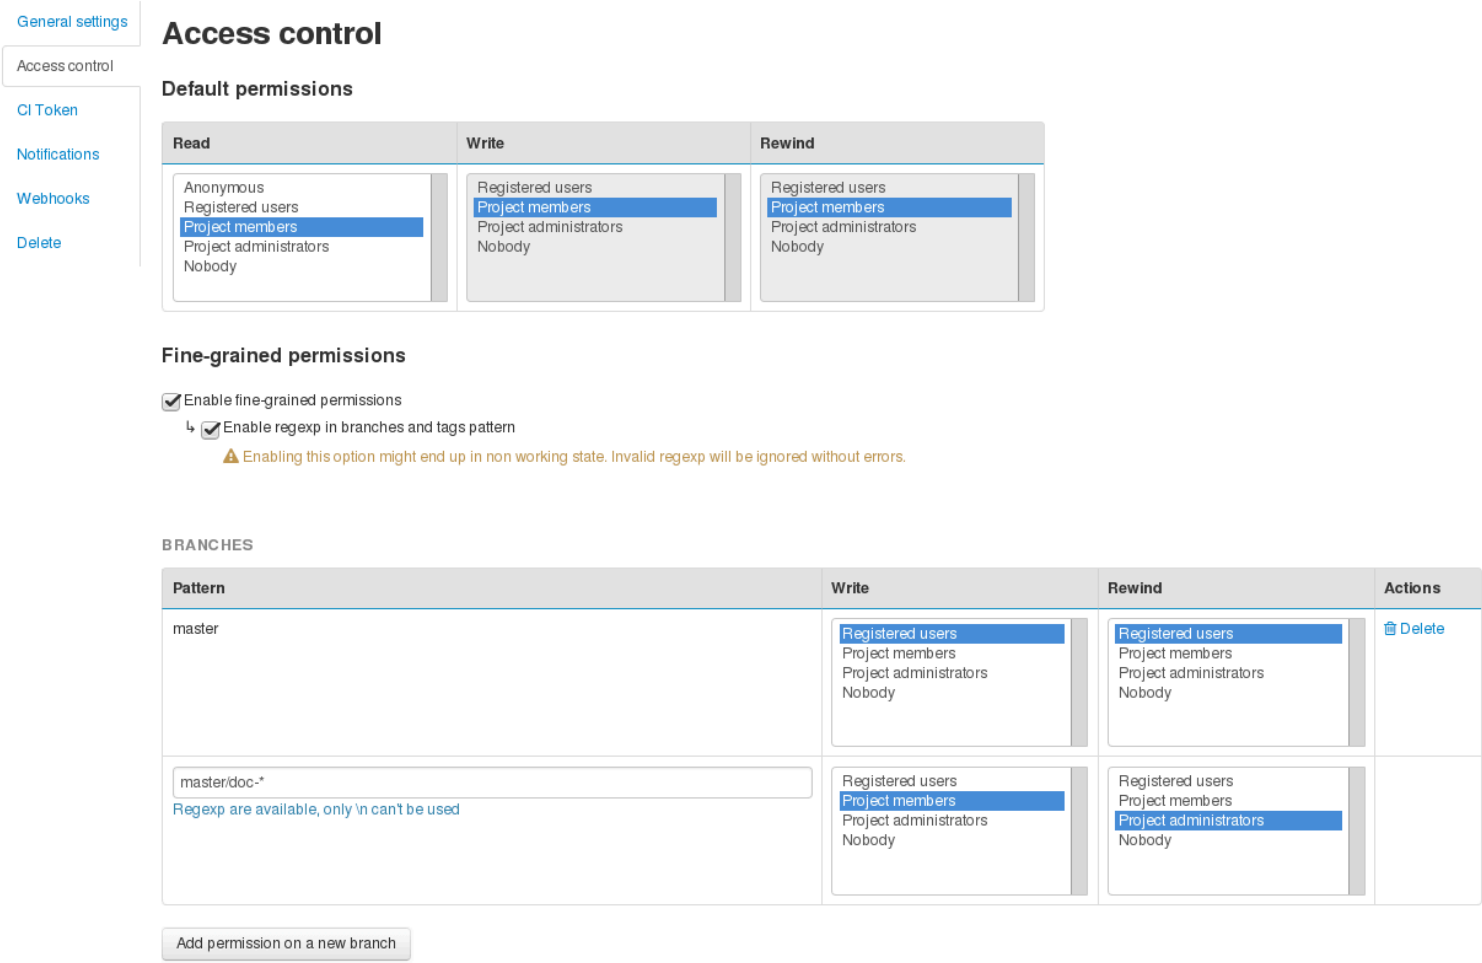 General settings
Access control
CI Token
Notifications
Webhooks
Delete
Access control
Default permissions
Read Write Rewind
Anonymous
Registered users
Project members
Project administrators
Nobody
Registered users
Project members
Project administrators
Nobody
Registered users
Project members
Project administrators
Nobody
Fine-grained permissions
Enable fine-grained permissions
↳ Enable regexp in branches and tags pattern
Enabling this option might end up in non working state. Invalid regexp will be ignored without errors.
BRANCHES
Pattern Write Rewind Actions
master
Registered users
Project members
Project administrators
Nobody
Registered users
Project members
Project administrators
Nobody
Delete
master/doc-*
Regexp are available, only \n can't be used
Registered users
Project members
Project administrators
Nobody
Registered users
Project members
Project administrators
Nobody
Add permission on a new branch